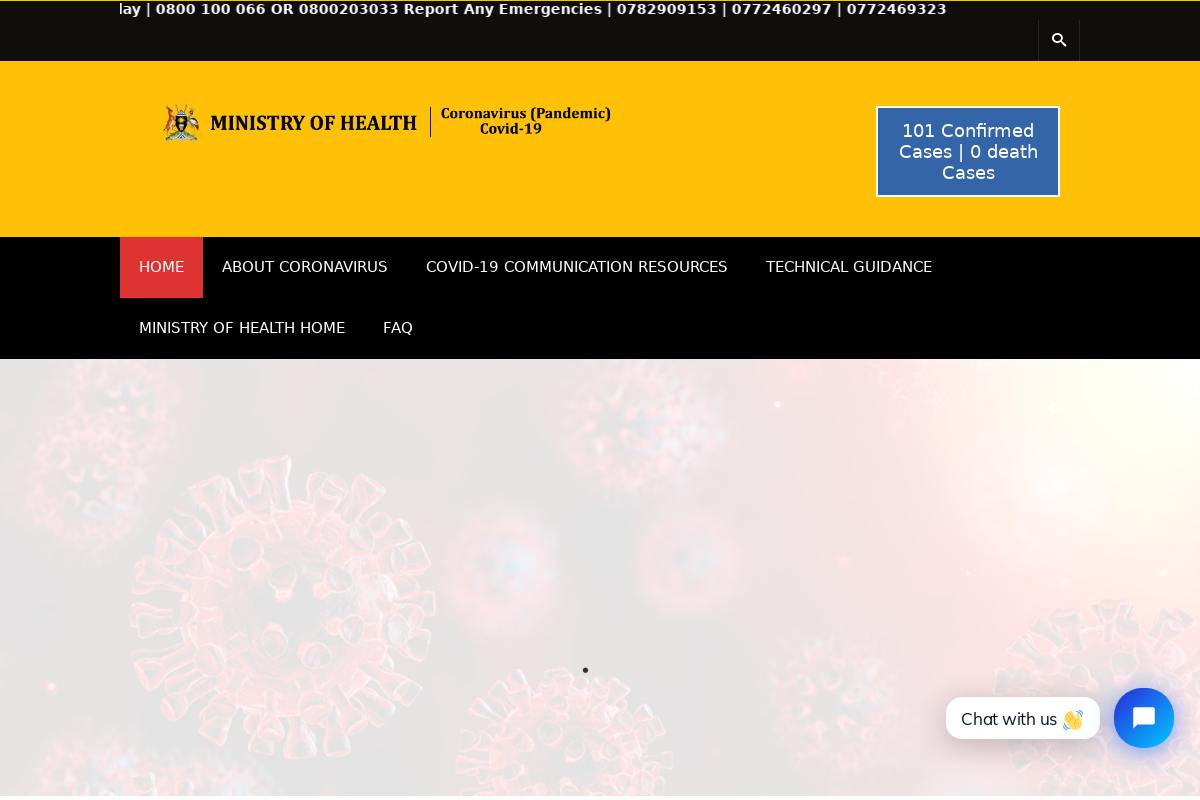 | 0800 100 066 OR 0800203033 Report Any Emergencies | 0782909153 | 0772460297 | 0772469323
MINISTRY OF HEALTH
Coronavirus (Pandemic)
Covid-19
101 Confirmed
Cases | 0 death
Cases
HOME
ABOUT CORONAVIRUS
COVID-19 COMMUNICATION RESOURCES
TECHNICAL GUIDANCE
MINISTRY OF HEALTH HOME
FAQ
Chat with us 👋